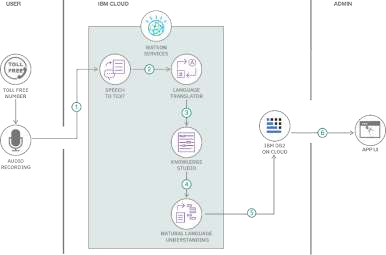 USER
IBM CLOUD
ADMIN
WATSON
SERVICES
TOLL
FREE
TOLL FREE
NUMBER
SPEECH
TO TEXT
2
LANGUAGE
TRANSLATOR
A
1
3
AUDIO
RECORDING
KNOWLEDGE
STUDIO
IBM DB2
ON CLOUD
6
APP UI
4
5
NATURAL LANGUAGE
UNDERSTANDING